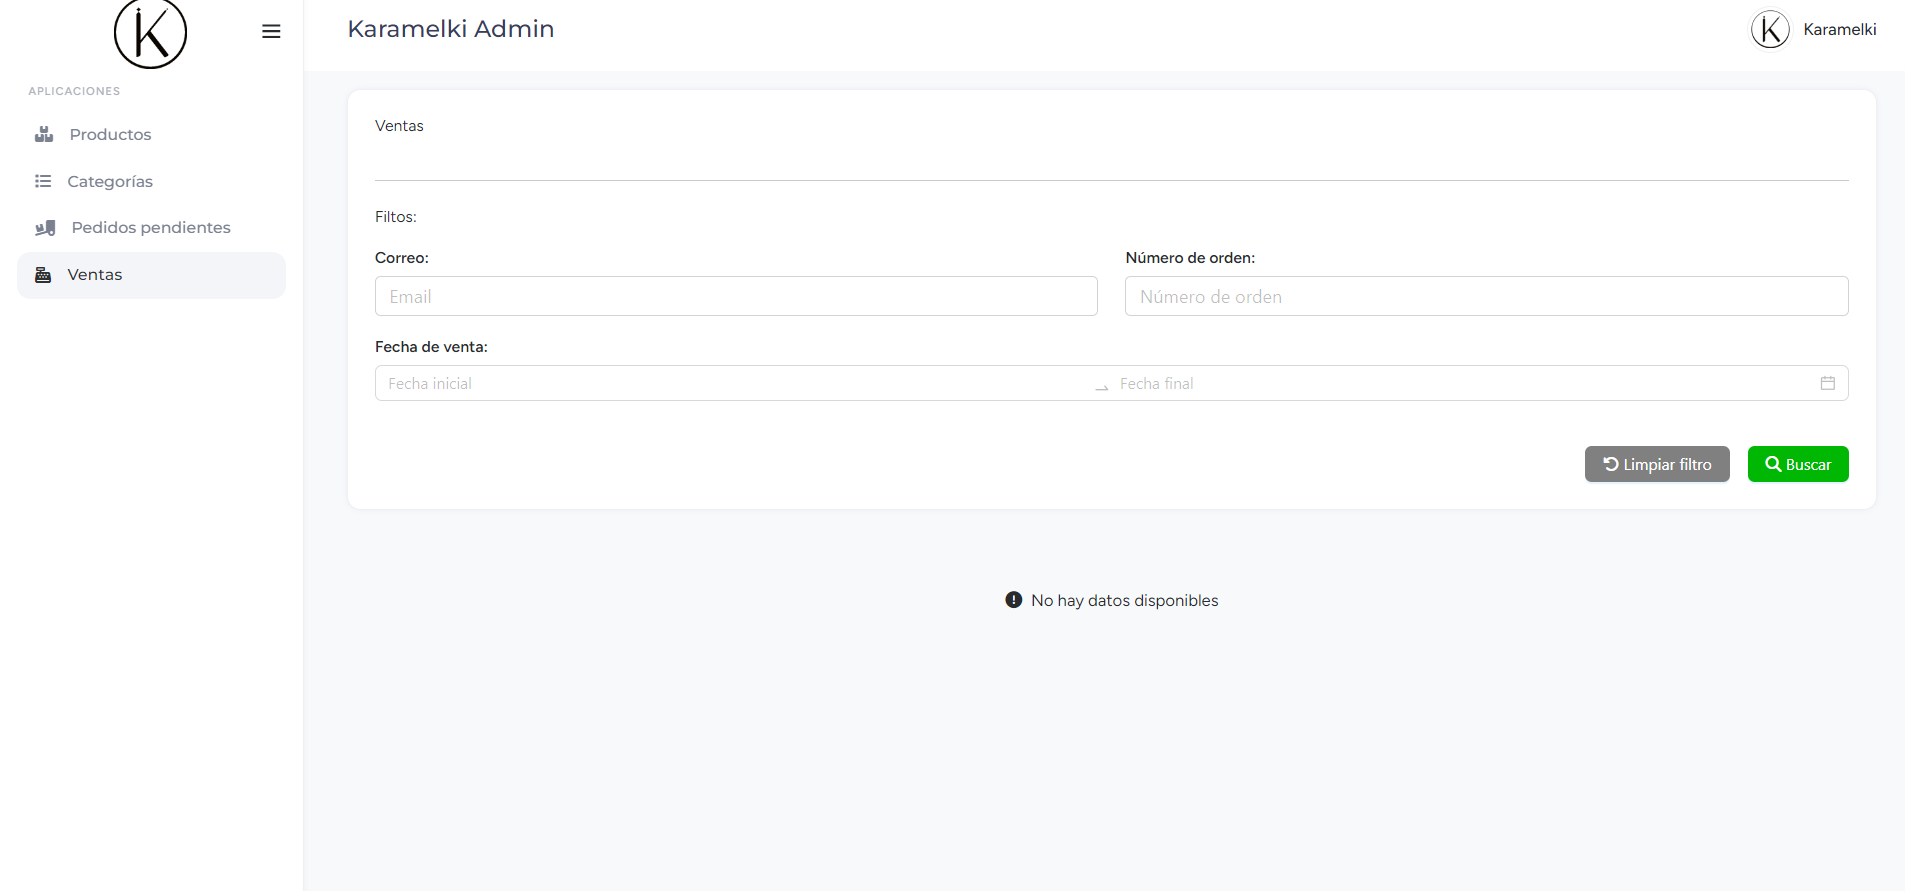 K
Karamelki Admin
K
Karamelki
APLICACIONES
Productos
Categorías
Pedidos pendientes
Ventas
Ventas
Filtos:
Correo:
Número de orden:
Email
Número de orden
Fecha de venta:
Fecha inicial
Fecha final
Limpiar filtro
Buscar
No hay datos disponibles